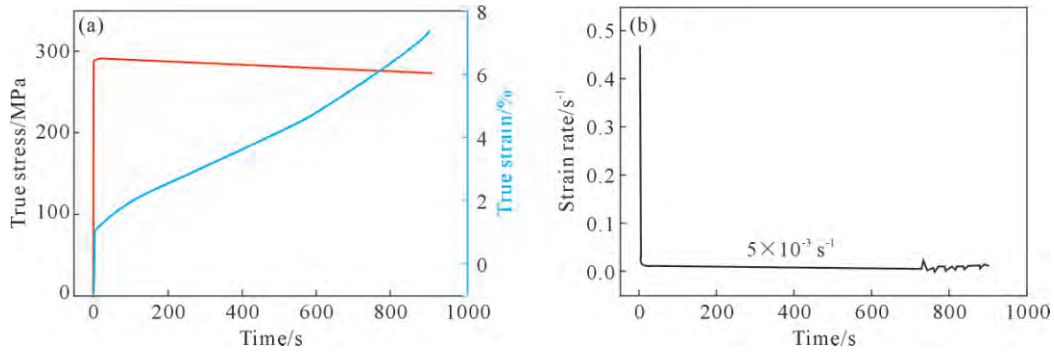 (a)
True stress/MPa
300
200
100
0
8
6
4
2
0
True strain/%
0 200 400 600 800 1000
Time/s
(b)
Strain rate/s⁻¹
0.5
0.4
0.3
0.2
0.1
0.0
5×10⁻³ s⁻¹
0 200 400 600 800 1000
Time/s